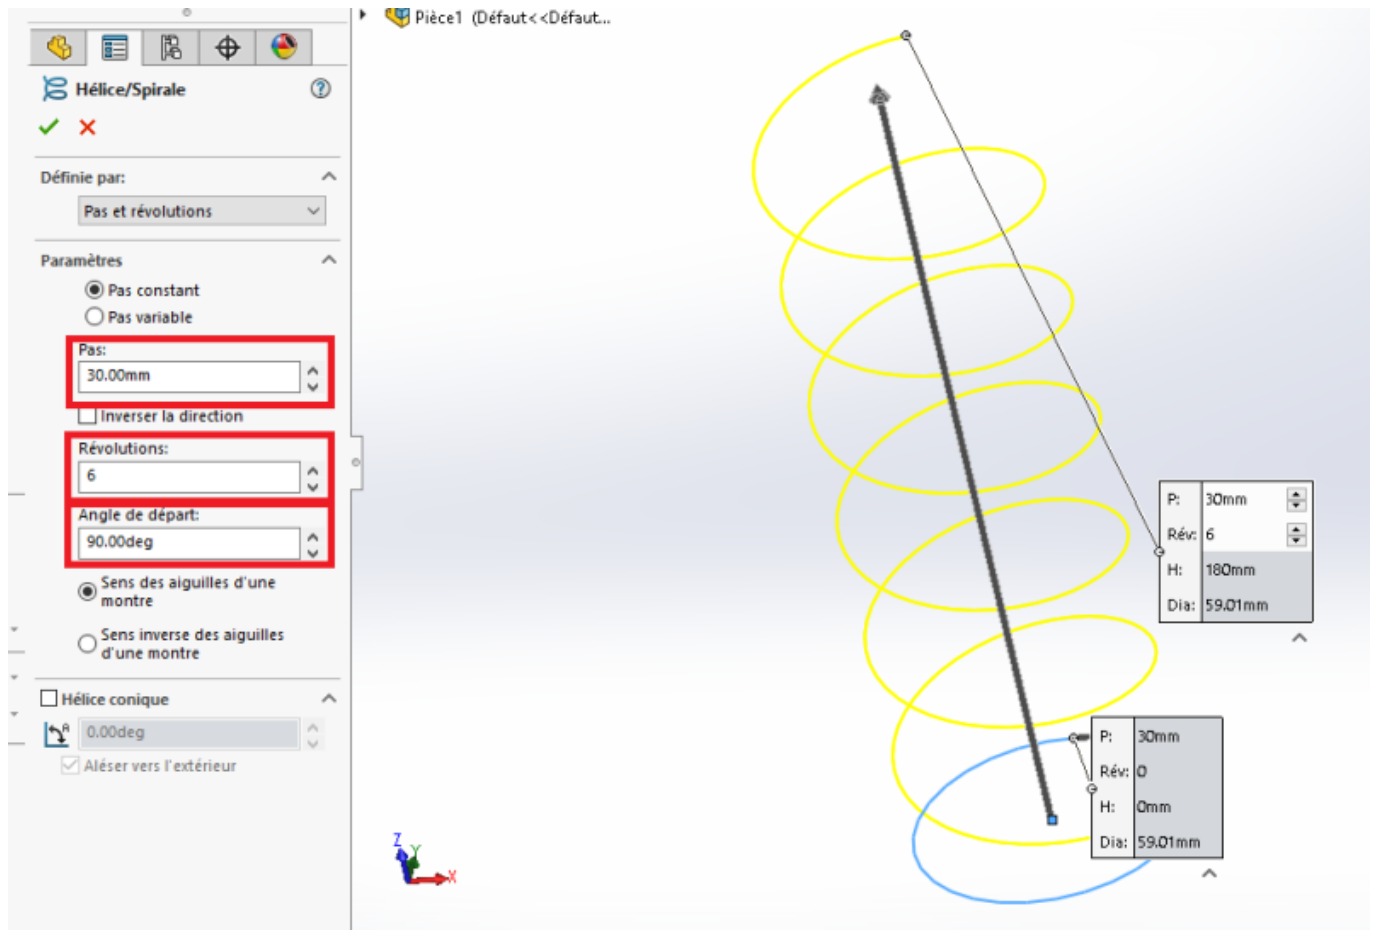 Pièce1 (Défaut<<Défaut...
Hélice/Spirale
Définie par:
Pas et révolutions
Paramètres
Pas constant
Pas variable
Pas:
30.00mm
Inverser la direction
Révolutions:
6
Angle de départ:
90.00deg
Sens des aiguilles d'une
montre
Sens inverse des aiguilles
d'une montre
Hélice conique
0.00deg
Aléser vers l'extérieur
P: 30mm
Rév: 6
H: 180mm
Dia: 59.01mm
P: 30mm
Rév: 0
H: 0mm
Dia: 59.01mm
Z
Y
X